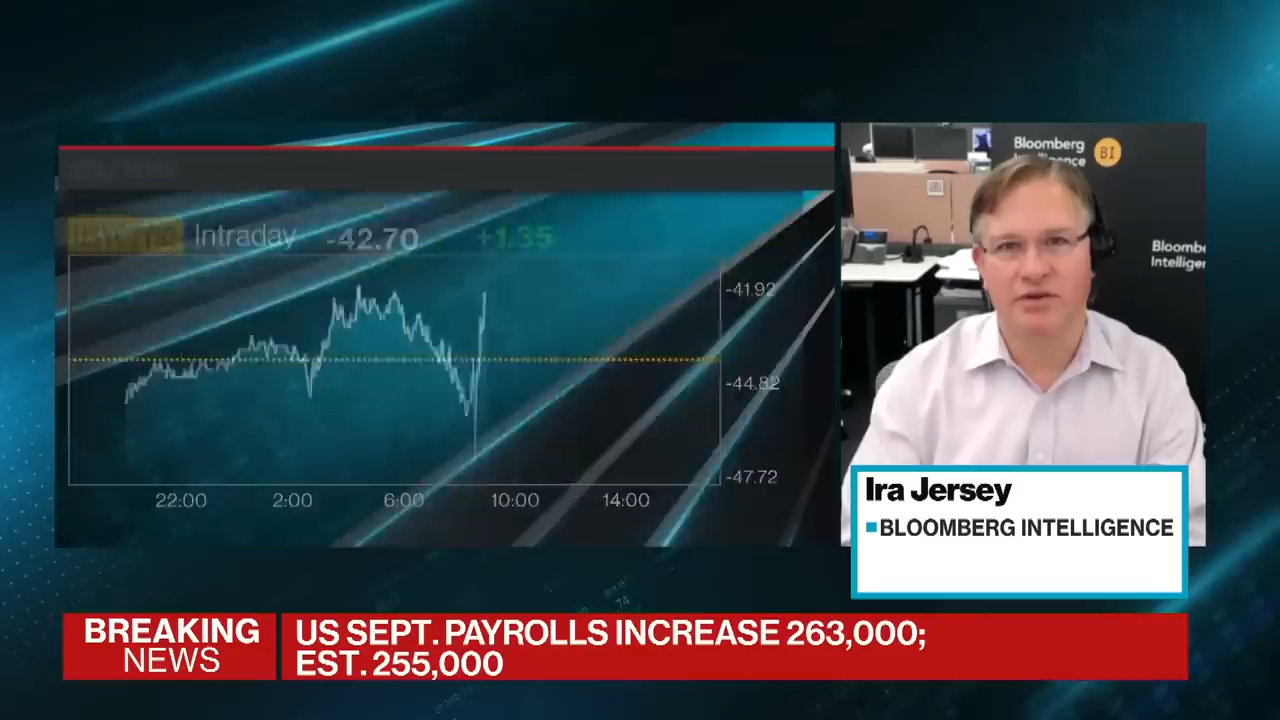 Intraday -42.70 +1.35
-41.92
-44.82
-47.72
22:00 2:00 6:00 10:00 14:00
Bloomberg
Intelligence
BI
Bloomb
Intelliger
Ira Jersey
BLOOMBERG INTELLIGENCE
BREAKING
NEWS
US SEPT. PAYROLLS INCREASE 263,000;
EST. 255,000